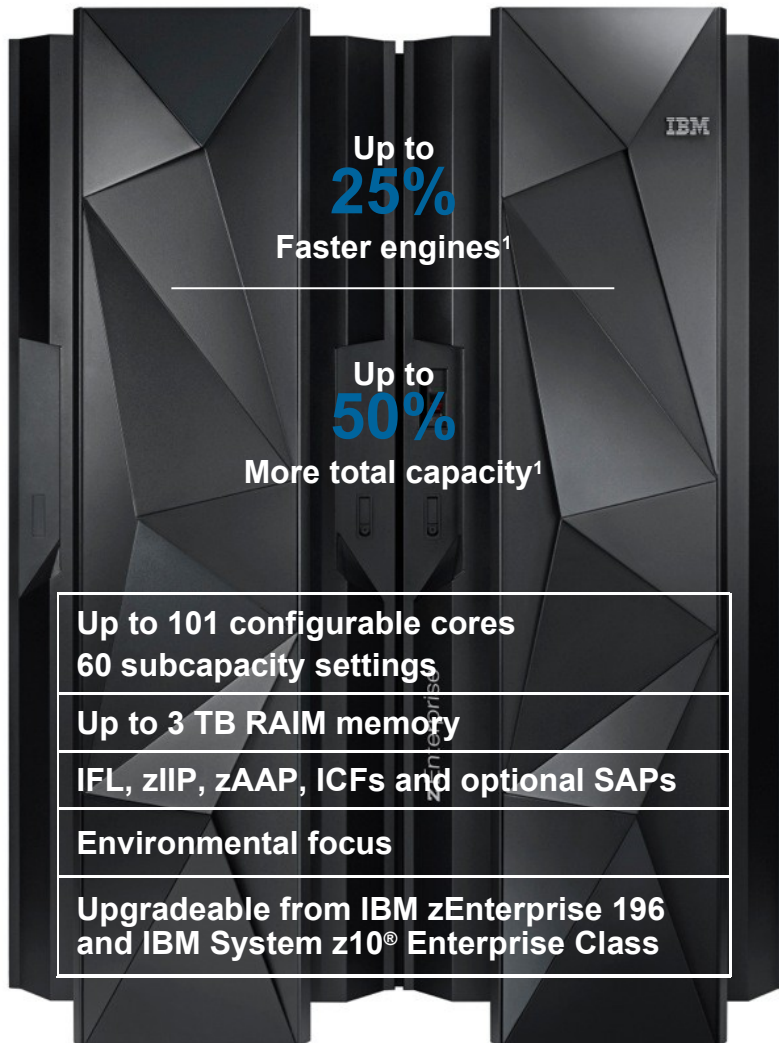 IBM
Up to
25%
Faster engines¹
Up to
50%
More total capacity¹
Up to 101 configurable cores
60 subcapacity settings
Up to 3 TB RAIM memory
IFL, zIIP, zAAP, ICFs and optional SAPs
Environmental focus
Upgradeable from IBM zEnterprise 196
and IBM System z10® Enterprise Class
zEnterprise